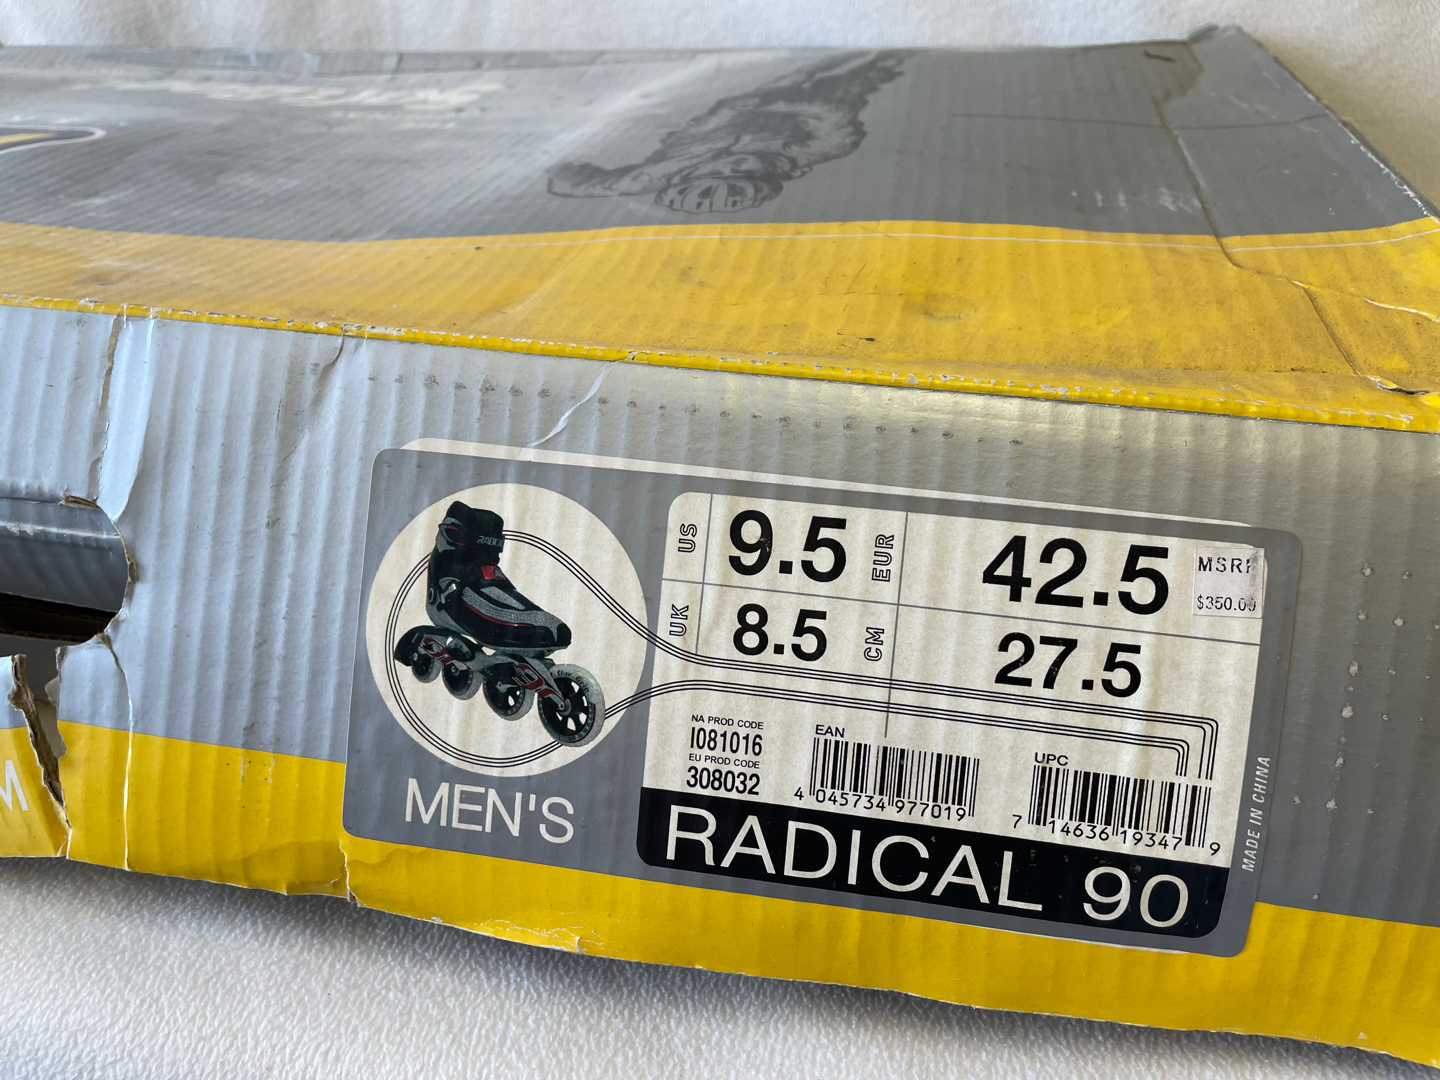 US 9.5 EUR 42.5
MSRP
$350.00
UK 8.5 CM 27.5
NA PROD CODE
I081016
EU PROD CODE
308032
EAN
4 045734 977019
UPC
7 14636 19347 9
MEN'S
RADICAL 90
MADE IN CHINA
M